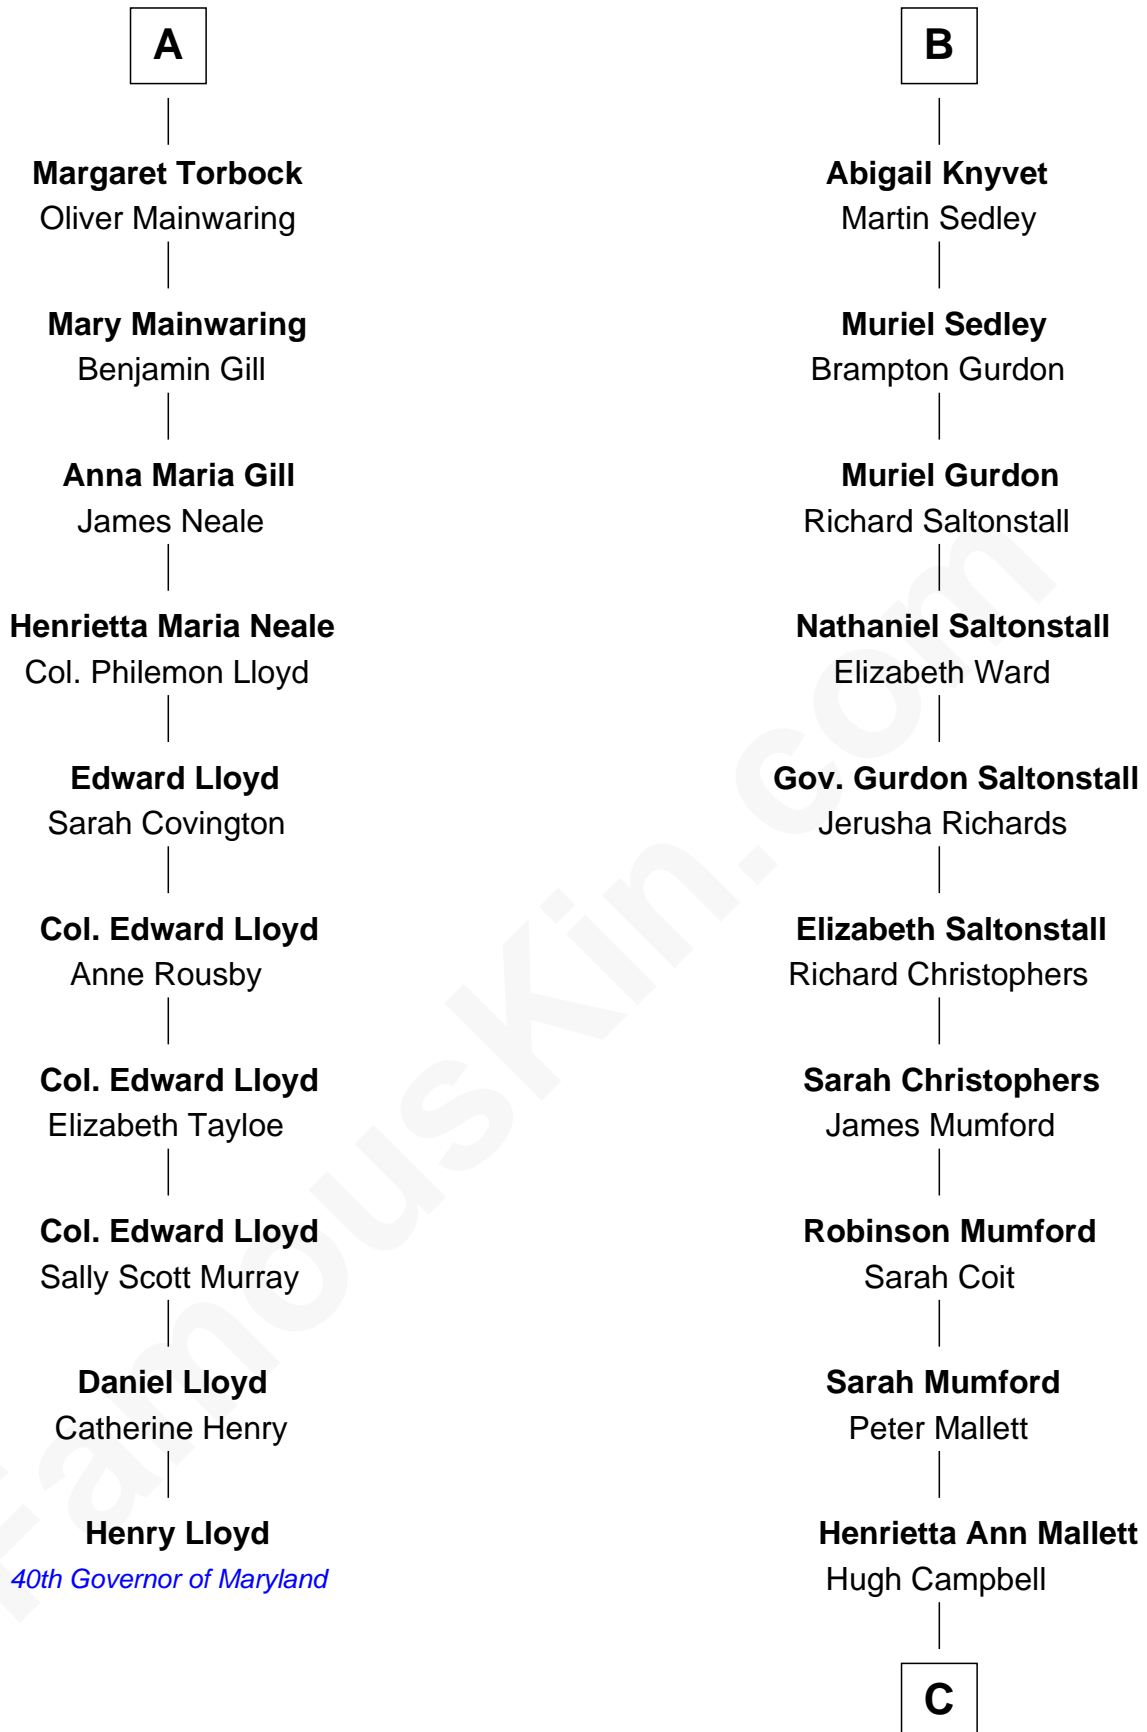 A
Margaret Torbock
Oliver Mainwaring
Mary Mainwaring
Benjamin Gill
Anna Maria Gill
James Neale
Henrietta Maria Neale
Col. Philemon Lloyd
Edward Lloyd
Sarah Covington
Col. Edward Lloyd
Anne Rousby
Col. Edward Lloyd
Elizabeth Tayloe
Col. Edward Lloyd
Sally Scott Murray
Daniel Lloyd
Catherine Henry
Henry Lloyd
40th Governor of Maryland
B
Abigail Knyvet
Martin Sedley
Muriel Sedley
Brampton Gurdon
Muriel Gurdon
Richard Saltonstall
Nathaniel Saltonstall
Elizabeth Ward
Gov. Gurdon Saltonstall
Jerusha Richards
Elizabeth Saltonstall
Richard Christophers
Sarah Christophers
James Mumford
Robinson Mumford
Sarah Coit
Sarah Mumford
Peter Mallett
Henrietta Ann Mallett
Hugh Campbell
C
FamousKin.com